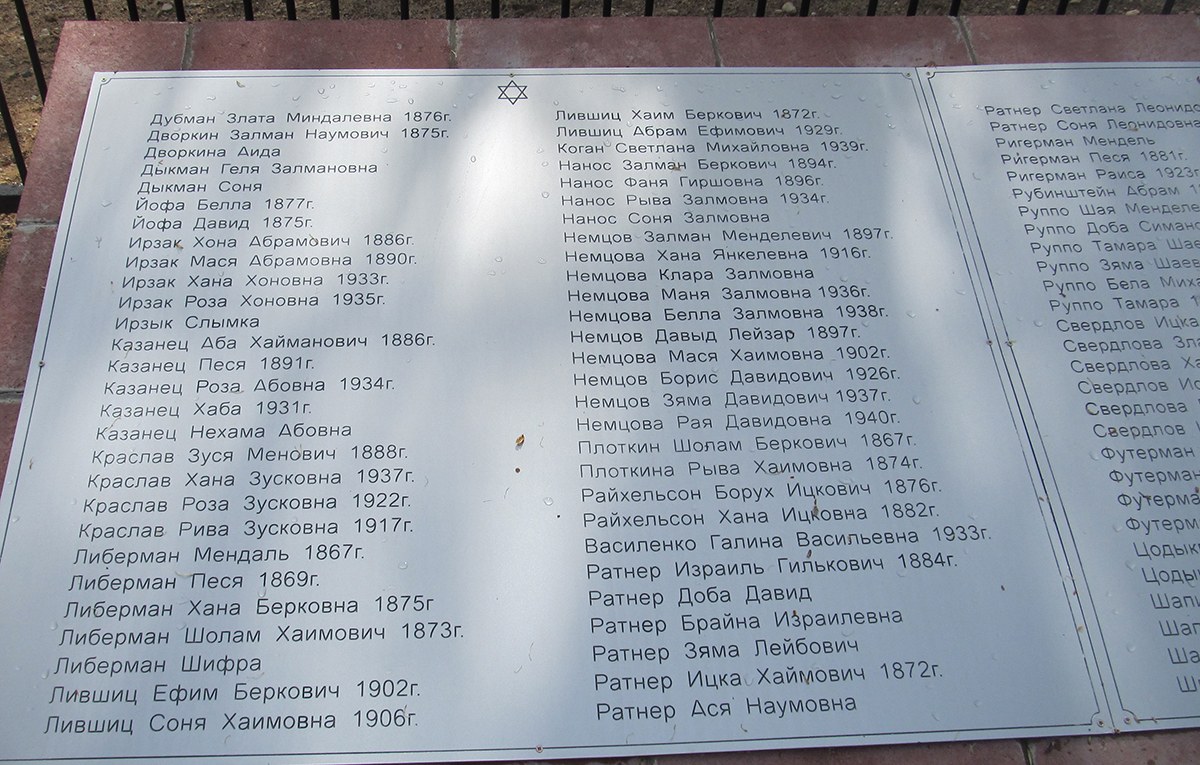 Дубман Злата Миндалевна 1876г.
Дворкин Залман Наумович 1875г.
Дворкина Аида
Дыкман Геля Залмановна
Дыкман Соня
Йофа Белла 1877г.
Йофа Давид 1875г.
Ирзак Хона Абрамович 1886г.
Ирзак Мася Абрамовна 1890г.
Ирзак Хана Хоновна 1933г.
Ирзак Роза Хоновна 1935г.
Ирзык Слымка
Казанец Аба Хайманович 1886г.
Казанец Песя 1891г.
Казанец Роза Абовна 1934г.
Казанец Хаба 1931г.
Казанец Нехама Абовна
Краслав Зуся Менович 1888г.
Краслав Хана Зусковна 1937г.
Краслав Роза Зусковна 1922г.
Краслав Рива Зусковна 1917г.
Либерман Мендаль 1867г.
Либерман Песя 1869г.
Либерман Хана Берковна 1875г
Либерман Шолам Хаимович 1873г.
Либерман Шифра
Лившиц Ефим Беркович 1902г.
Лившиц Соня Хаимовна 1906г.
Лившиц Хаим Беркович 1872г.
Лившиц Абрам Ефимович 1929г.
Коган Светлана Михайловна 1939г.
Нанос Залман Беркович 1894г.
Нанос Фаня Гиршовна 1896г.
Нанос Рыва Залмовна 1934г.
Нанос Соня Залмовна
Немцов Залман Менделевич 1897г.
Немцова Хана Янкелевна 1916г.
Немцова Клара Залмовна
Немцова Маня Залмовна 1936г.
Немцова Белла Залмовна 1938г.
Немцов Давыд Лейзар 1897г.
Немцова Мася Хаимовна 1902г.
Немцов Борис Давидович 1926г.
Немцов Зяма Давидович 1937г.
Немцова Рая Давидовна 1940г.
Плоткин Шолам Беркович 1867г.
Плоткина Рыва Хаимовна 1874г.
Райхельсон Борух Ицкович 1876г.
Райхельсон Хана Ицковна 1882г.
Василенко Галина Васильевна 1933г.
Ратнер Израиль Гилькович 1884г.
Ратнер Доба Давид
Ратнер Брайна Израилевна
Ратнер Зяма Лейбович
Ратнер Ицка Хаймович 1872г.
Ратнер Ася Наумовна
Ратнер Светлана
Ратнер Соня Леонидовна
Ригерман Мендель
Ригерман Песя 1881г.
Ригерман Раиса 1923г
Рубинштейн Абрам
Руппо Шая
Руппо Доба
Руппо Тамара
Руппо Зяма
Руппо Бела
Руппо Тамара
Свердлов Ицка
Свердлова
Свердлова
Свердлов
Свердлова
Свердлов
Футерман
Футерман